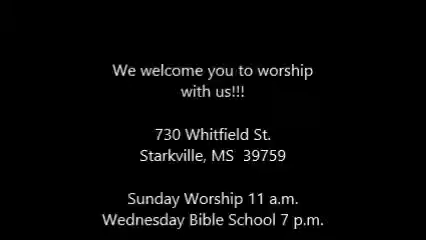 We welcome you to worship
with us!!!
730 Whitfield St.
Starkville, MS  39759
Sunday Worship 11 a.m.
Wednesday Bible School 7 p.m.